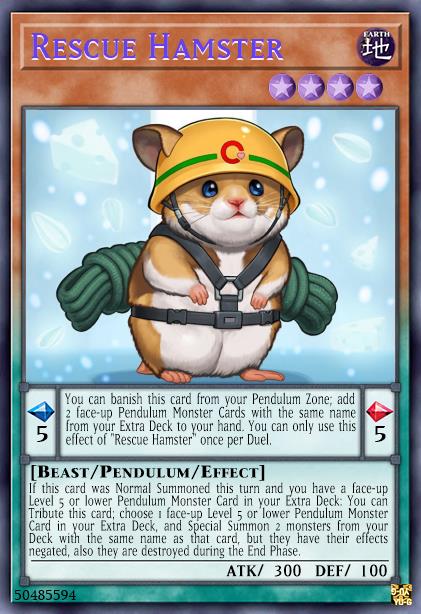 Rescue Hamster
EARTH
地
C
You can banish this card from your Pendulum Zone; add
2 face-up Pendulum Monster Cards with the same name
from your Extra Deck to your hand. You can only use this
effect of "Rescue Hamster" once per Duel.
5
5
[Beast/Pendulum/Effect]
If this card was Normal Summoned this turn and you have a face-up
Level 5 or lower Pendulum Monster Card in your Extra Deck: You can
Tribute this card; choose 1 face-up Level 5 or lower Pendulum Monster
Card in your Extra Deck, and Special Summon 2 monsters from your
Deck with the same name as that card, but they have their effects
negated, also they are destroyed during the End Phase.
ATK/ 300 DEF/ 100
50485594